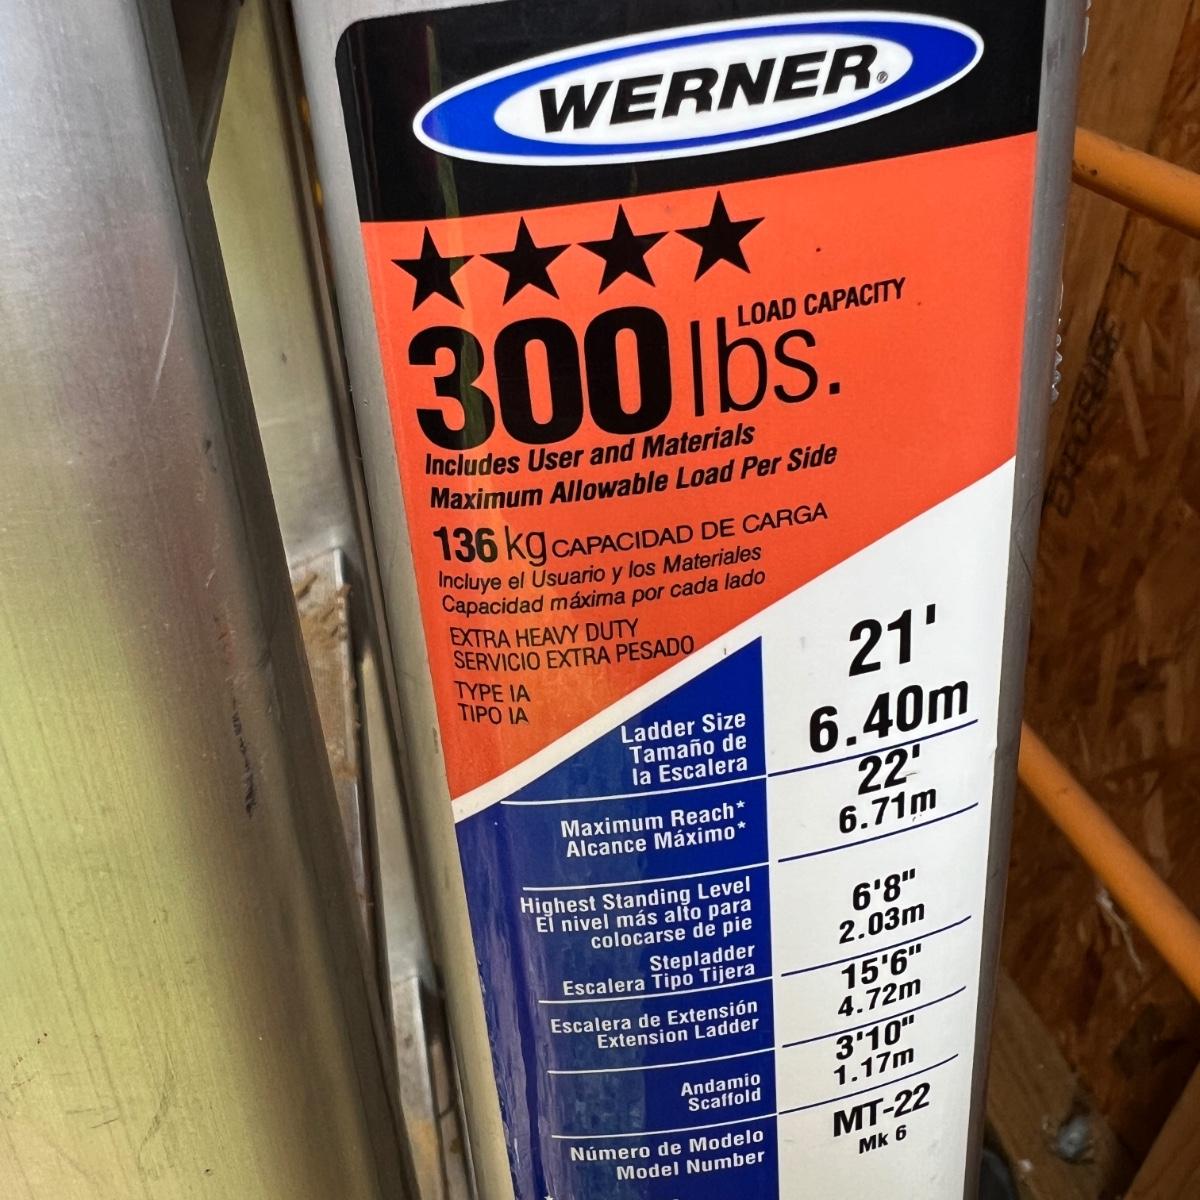 WERNER®
LOAD CAPACITY
300 lbs.
Includes User and Materials
Maximum Allowable Load Per Side
136 kg CAPACIDAD DE CARGA
Incluye el Usuario y los Materiales
Capacidad máxima por cada lado
EXTRA HEAVY DUTY
SERVICIO EXTRA PESADO
TYPE IA
TIPO IA
Ladder Size
Tamaño de
la Escalera
21'
6.40m
Maximum Reach*
Alcance Máximo*
22'
6.71m
Highest Standing Level
El nivel más alto para
colocarse de pie
Stepladder
Escalera Tipo Tijera
6'8"
2.03m
Escalera de Extensión
Extension Ladder
15'6"
4.72m
Andamio
Scaffold
3'10"
1.17m
Número de Modelo
Model Number
MT-22
Mk 6